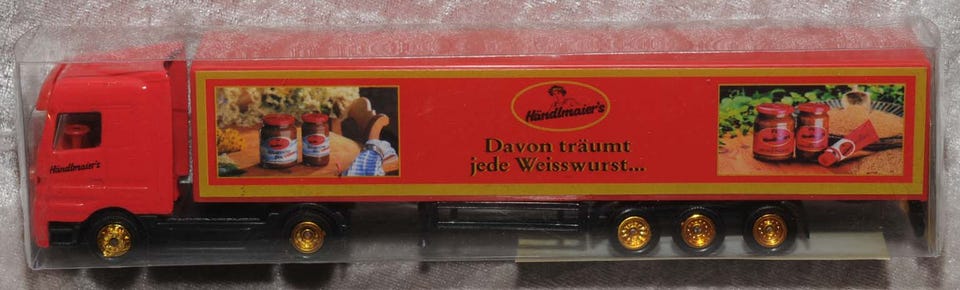 Händlmaier's
Händlmaier's
Davon träumt
jede Weisswurst...